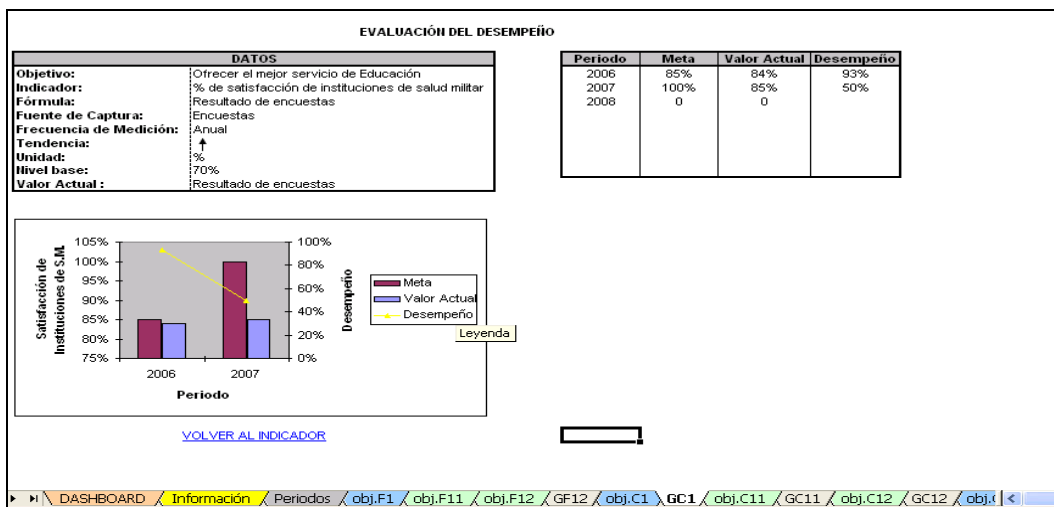 EVALUACIÓN DEL DESEMPEÑO
DATOS
Objetivo: Ofrecer el mejor servicio de Educación
Indicador: % de satisfacción de instituciones de salud militar
Fórmula: Resultado de encuestas
Fuente de Captura: Encuestas
Frecuencia de Medición: Anual
Tendencia: ↑
Unidad: %
Nivel base: 70%
Valor Actual : Resultado de encuestas
Periodo Meta Valor Actual Desempeño
2006 85% 84% 93%
2007 100% 85% 50%
2008 0 0
Satisfacción de
Instituciones de S.M.
105%
100%
95%
90%
85%
80%
75%
100%
80%
60%
40%
20%
0%
Desempeño
2006 2007
Periodo
Meta
Valor Actual
Desempeño
Leyenda
VOLVER AL INDICADOR
DASHBOARD Información Periodos obj.F1 obj.F11 obj.F12 GF12 obj.C1 GC1 obj.C11 GC11 obj.C12 GC12